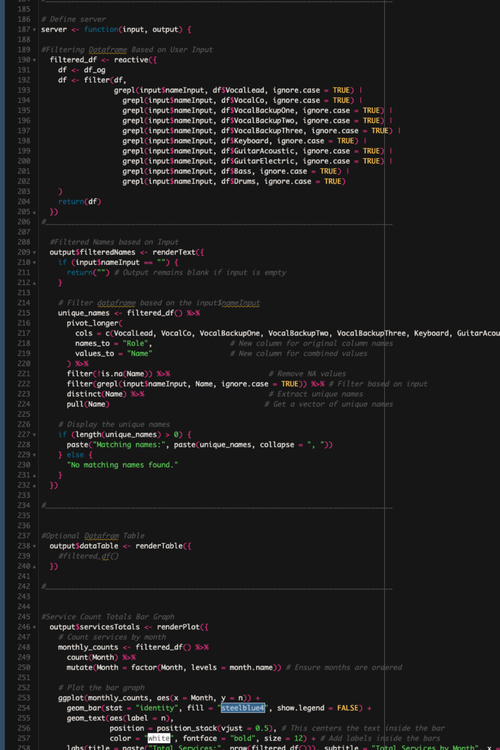 185
186 # Define server
187 server <- function(input, output) {
188
189 #Filtering Dataframe Based on User Input
190 filtered_df <- reactive({
191 df <- df_og
192 df <- filter(df,
193 grepl(input$nameInput, df$VocalLead, ignore.case = TRUE) |
194 grepl(input$nameInput, df$VocalCo, ignore.case = TRUE) |
195 grepl(input$nameInput, df$VocalBackupOne, ignore.case = TRUE) |
196 grepl(input$nameInput, df$VocalBackupTwo, ignore.case = TRUE) |
197 grepl(input$nameInput, df$VocalBackupThree, ignore.case = TRUE) |
198 grepl(input$nameInput, df$Keyboard, ignore.case = TRUE) |
199 grepl(input$nameInput, df$GuitarAcoustic, ignore.case = TRUE) |
200 grepl(input$nameInput, df$GuitarElectric, ignore.case = TRUE) |
201 grepl(input$nameInput, df$Bass, ignore.case = TRUE) |
202 grepl(input$nameInput, df$Drums, ignore.case = TRUE)
203 )
204 return(df)
205 })
206
207
208 #Filtered Names based on Input
209 output$filteredNames <- renderText({
210 if (input$nameInput == "") {
211 return("") # Output remains blank if input is empty
212 }
213
214 # Filter dataframe based on the input$nameInput
215 unique_names <- filtered_df() %>%
216 pivot_longer(
217 cols = c(VocalLead, VocalCo, VocalBackupOne, VocalBackupTwo, VocalBackupThree, Keyboard, GuitarAcou
218 names_to = "Role", # New column for original column names
219 values_to = "Name" # New column for combined values
220 ) %>%
221 filter(!is.na(Name)) %>% # Remove NA values
222 filter(grepl(input$nameInput, Name, ignore.case = TRUE)) %>% # Filter based on input
223 distinct(Name) %>% # Extract unique names
224 pull(Name) # Get a vector of unique names
225
226 # Display the unique names
227 if (length(unique_names) > 0) {
228 paste("Matching names:", paste(unique_names, collapse = ", "))
229 } else {
230 "No matching names found."
231 }
232 })
233
234
235
236
237 #Optional Datafram Table
238 output$dataTable <- renderTable({
239 #filtered_df()
240 })
241
242 #
243
244
245 #Service Count Totals Bar Graph
246 output$servicesTotals <- renderPlot({
247 # Count services by month
248 monthly_counts <- filtered_df() %>%
249 count(Month) %>%
250 mutate(Month = factor(Month, levels = month.name)) # Ensure months are ordered
251
252 # Plot the bar graph
253 ggplot(monthly_counts, aes(x = Month, y = n)) +
254 geom_bar(stat = "identity", fill = "steelblue4", show.legend = FALSE) +
255 geom_text(aes(label = n),
256 position = position_stack(vjust = 0.5), # This centers the text inside the bar
257 color = "white", fontface = "bold", size = 12) + # Add labels inside the bars
258 labs(title = paste("Total Services:", nrow(filtered_df())), subtitle = "Total Services by Month"